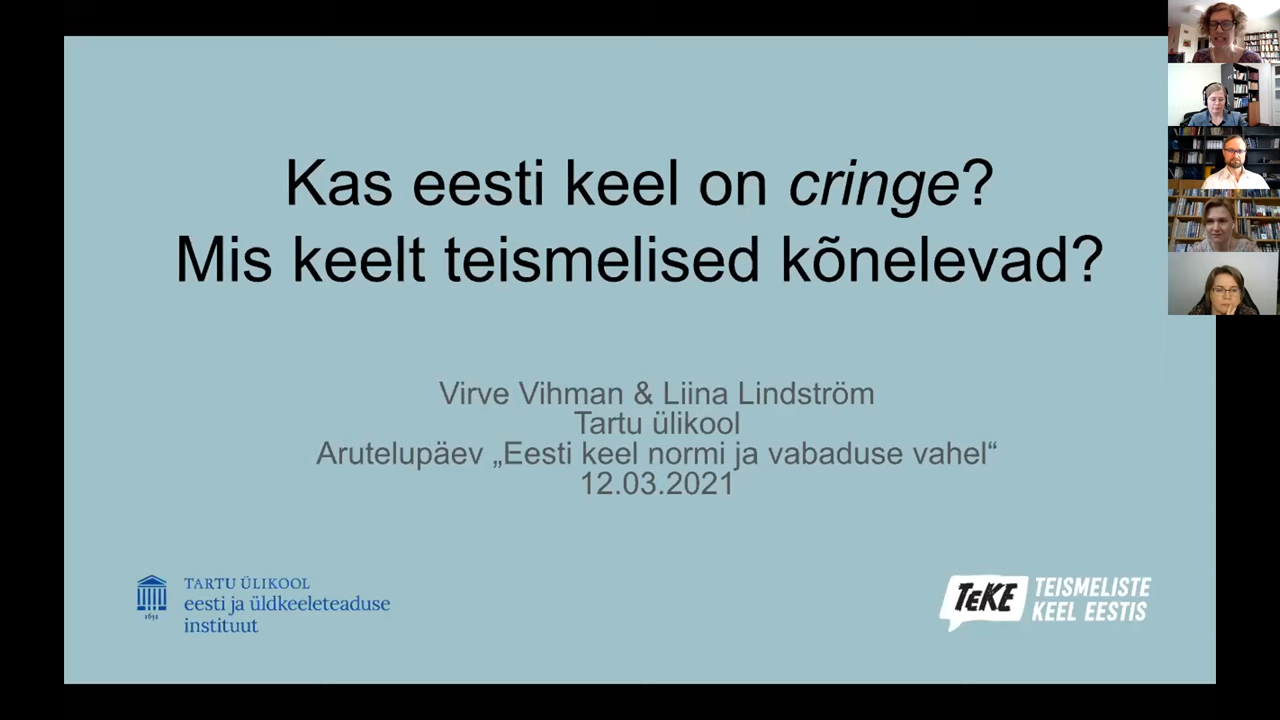 Kas eesti keel on cringe?
Mis keelt teismelised kõnelevad?
Virve Vihman & Liina Lindström
Tartu ülikool
Arutelupäev „Eesti keel normi ja vabaduse vahel“
12.03.2021
TARTU ÜLIKOOL
eesti ja üldkeeleteaduse
instituut
1632
TeKE
TEISMELISTE
KEEL EESTIS